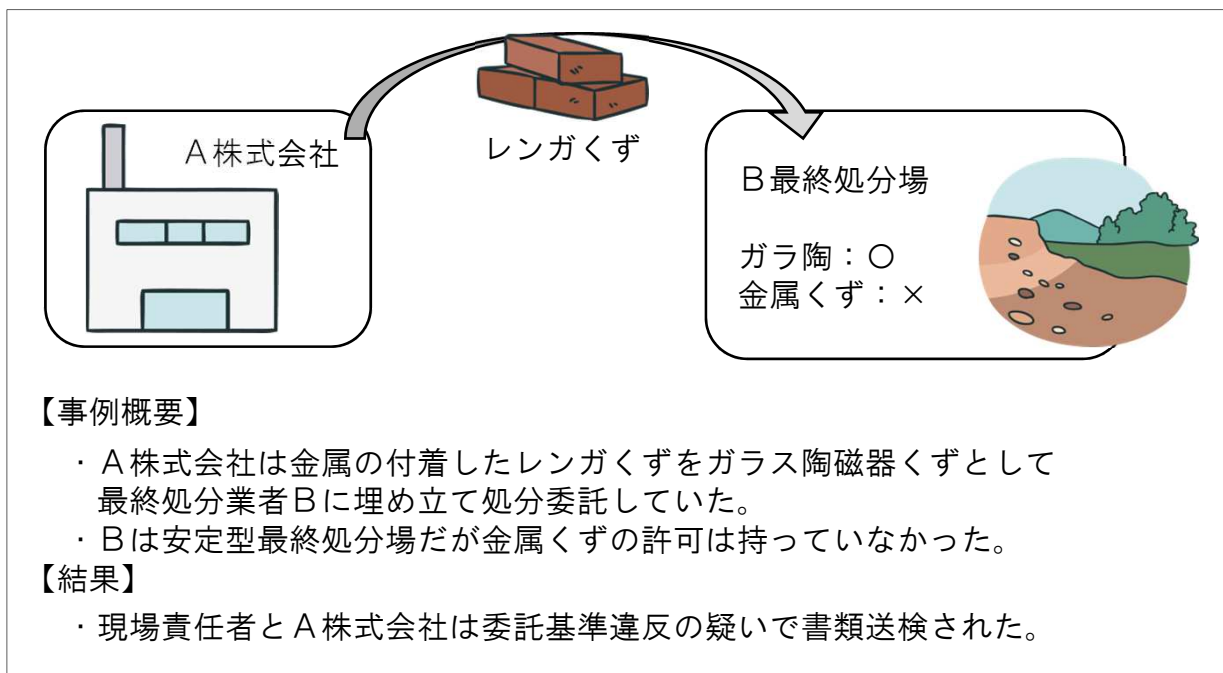 A株式会社
レンガくず
B最終処分場
ガラ陶：〇
金属くず：×
【事例概要】
・A株式会社は金属の付着したレンガくずをガラス陶磁器くずとして
最終処分業者Bに埋め立て処分委託していた。
・Bは安定型最終処分場だが金属くずの許可は持っていなかった。
【結果】
・現場責任者とA株式会社は委託基準違反の疑いで書類送検された。